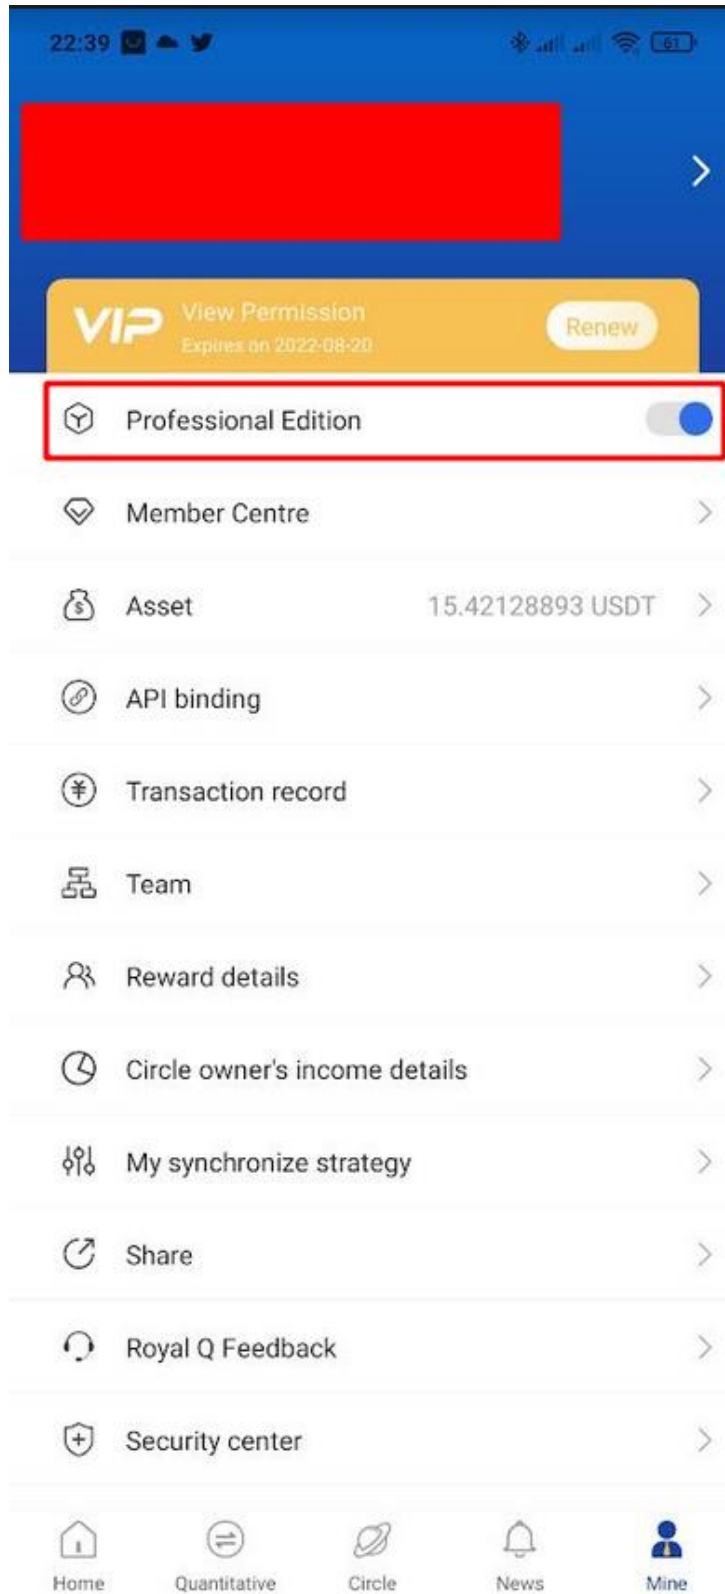 22:39
61
VIP View Permission
Expires on 2022-08-20
Renew
Professional Edition
Member Centre
Asset 15.42128893 USDT
API binding
Transaction record
Team
Reward details
Circle owner's income details
My synchronize strategy
Share
Royal Q Feedback
Security center
Home Quantitative Circle News Mine